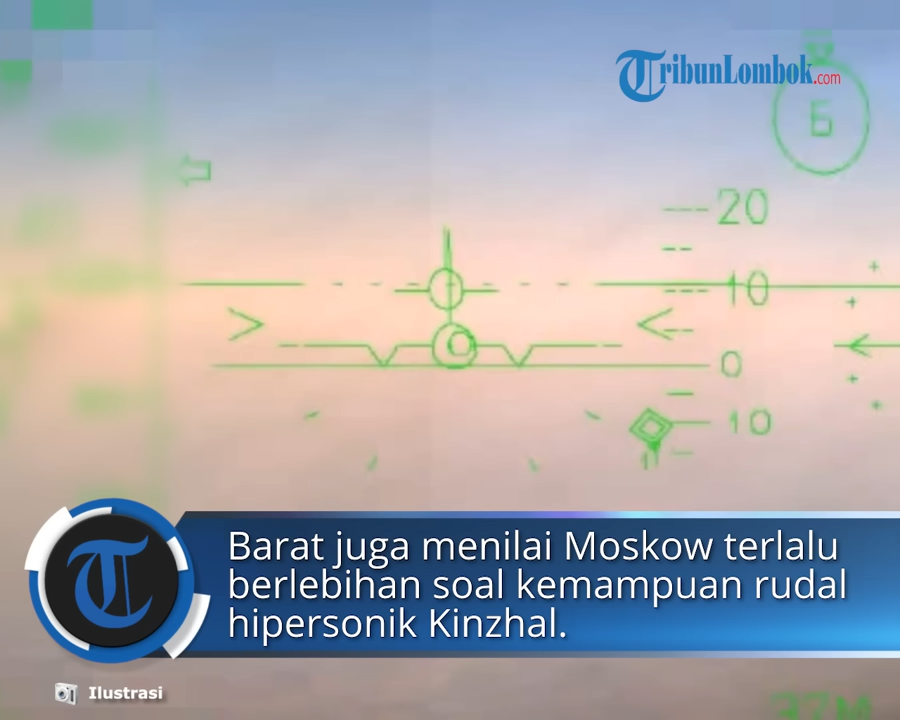 TribunLombok.com
Б
20
10
0
10
Barat juga menilai Moskow terlalu
berlebihan soal kemampuan rudal
hipersonik Kinzhal.
Ilustrasi